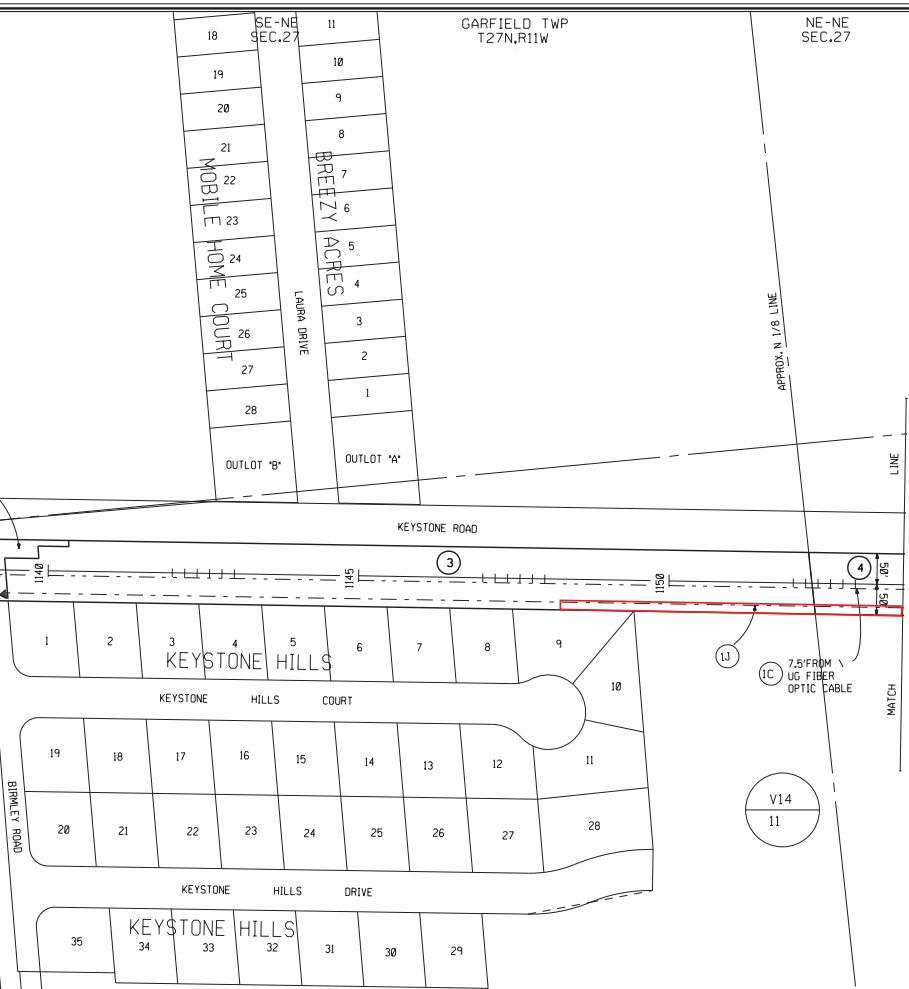 SE-NE
SEC.27
GARFIELD TWP
T27N,R11W
NE-NE
SEC.27
18
19
20
21
22
23
24
25
26
27
28
OUTLOT "B"
MOBILE HOME COURT
LAURA DRIVE
11
10
9
8
7
6
5
4
3
2
1
OUTLOT "A"
BREEZY ACRES
APPROX. N 1/8 LINE
LINE
MATCH
KEYSTONE ROAD
3
4
1140
1145
1150
50'
50'
1J
1C
7.5'FROM
UG FIBER
OPTIC CABLE
1
2
3
4
5
6
7
8
9
10
KEYSTONE HILLS
KEYSTONE HILLS COURT
19
18
17
16
15
14
13
12
11
BIRMLEY ROAD
20
21
22
23
24
25
26
27
28
V14
11
KEYSTONE HILLS DRIVE
KEYSTONE HILLS
35
34
33
32
31
30
29